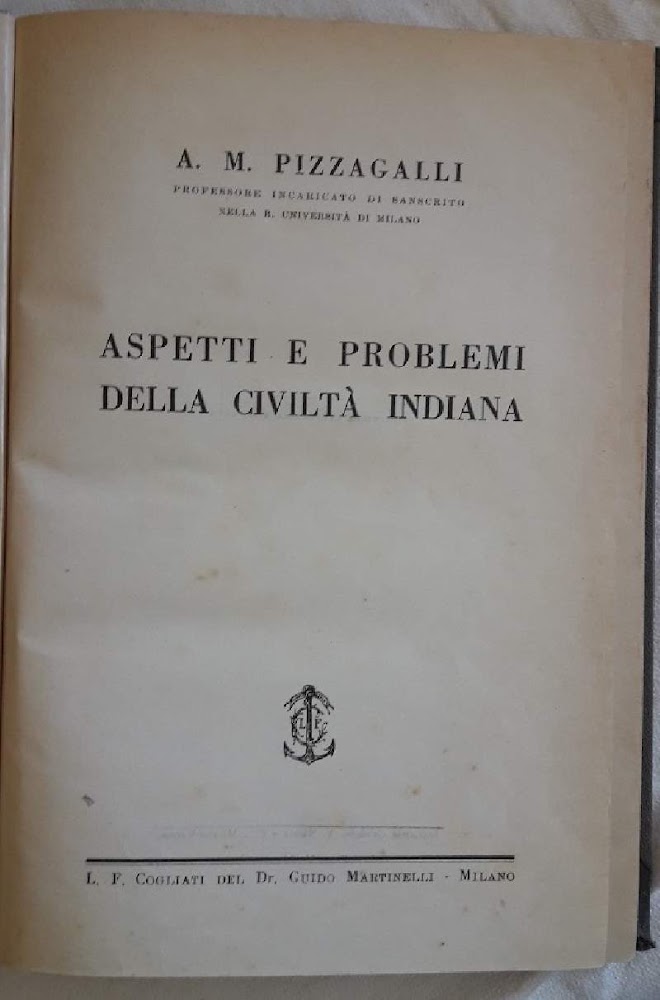 A. M. PIZZAGALLI
PROFESSORE INCARICATO DI SANSCRITO
NELLA R. UNIVERSITÀ DI MILANO
ASPETTI E PROBLEMI
DELLA CIVILTÀ INDIANA
L F
L. F. COGLIATI DEL DR. GUIDO MARTINELLI - MILANO